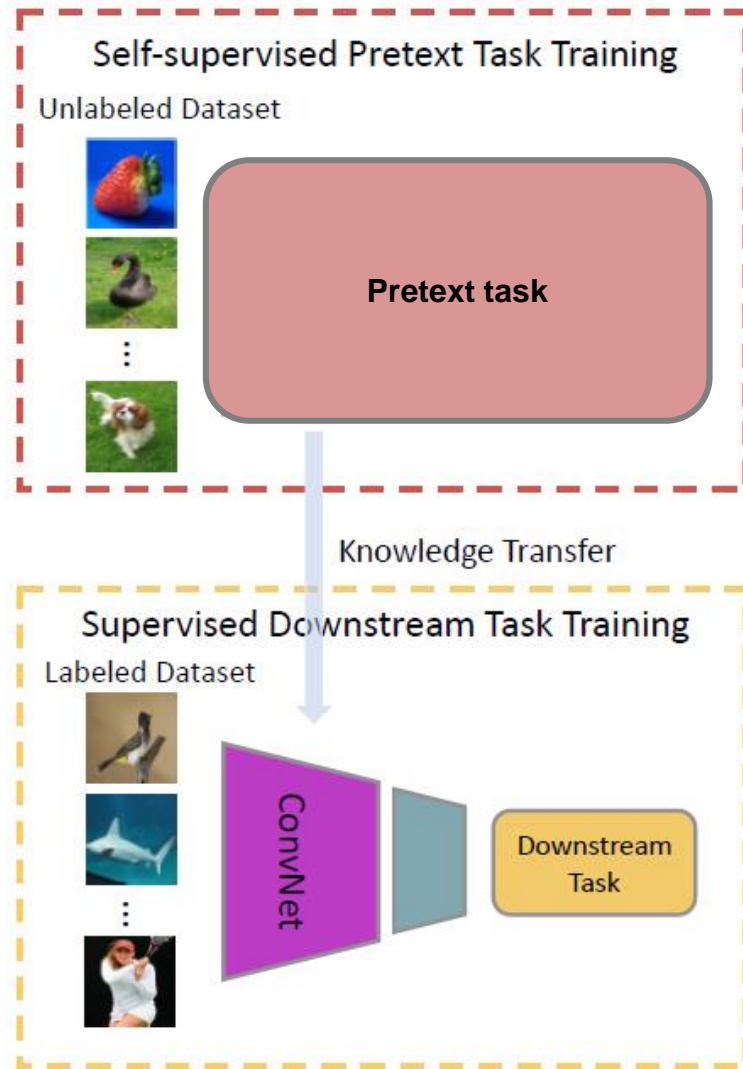 Self-supervised Pretext Task Training
Unlabeled Dataset
Pretext task
...
Knowledge Transfer
Supervised Downstream Task Training
Labeled Dataset
ConvNet
Downstream
Task
...